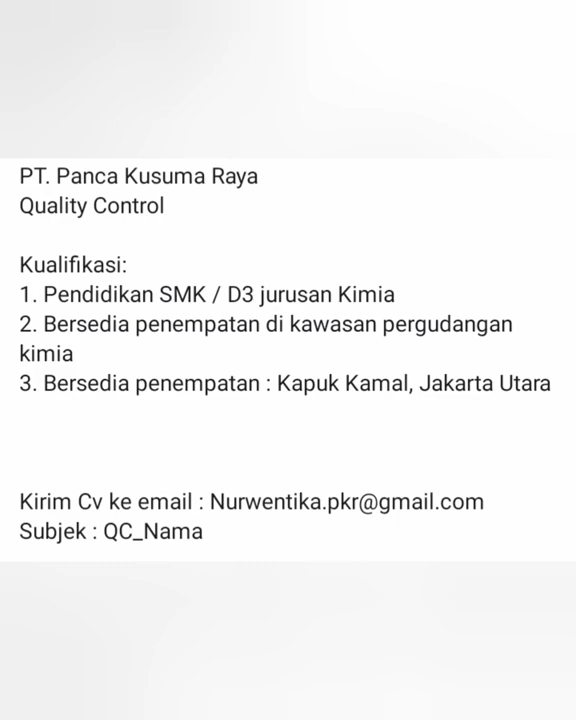 PT. Panca Kusuma Raya
Quality Control
Kualifikasi:
1. Pendidikan SMK / D3 jurusan Kimia
2. Bersedia penempatan di kawasan pergudangan
kimia
3. Bersedia penempatan : Kapuk Kamal, Jakarta Utara
Kirim Cv ke email : Nurwentika.pkr@gmail.com
Subjek : QC_Nama